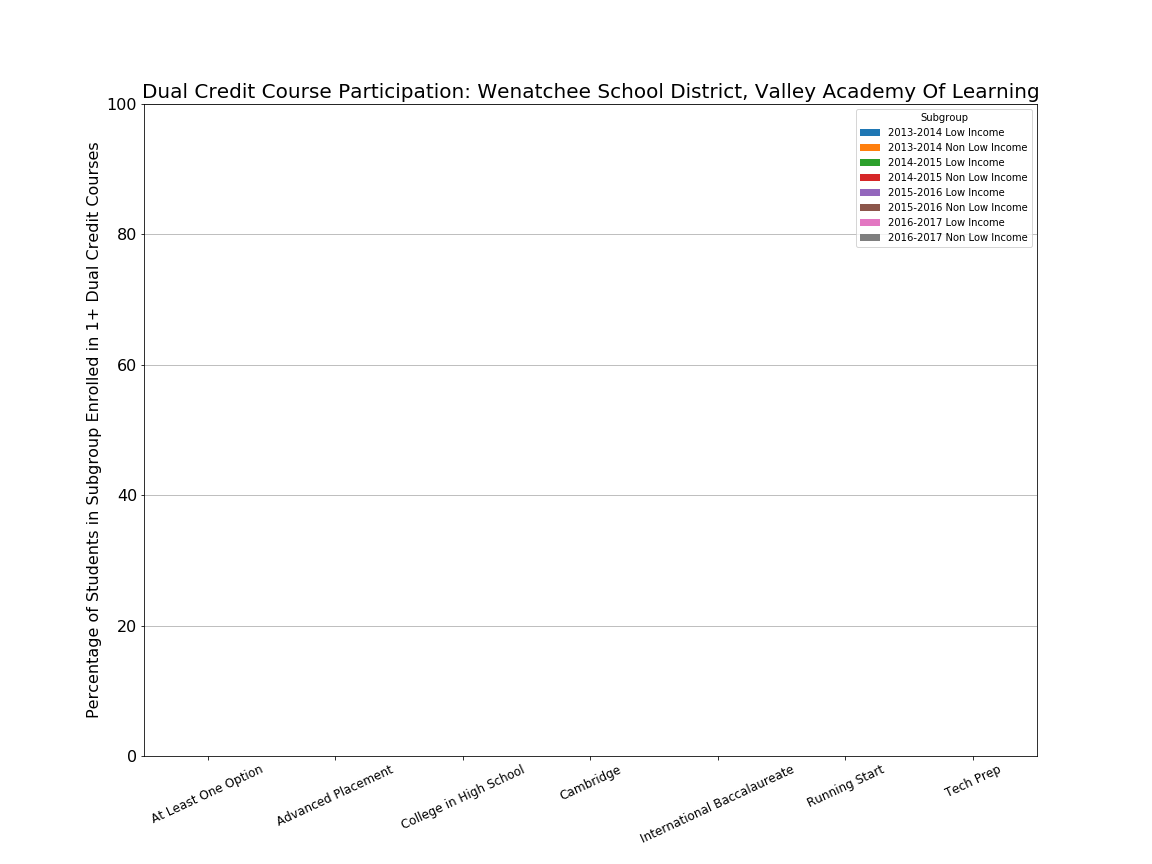 Dual Credit Course Participation: Wenatchee School District, Valley Academy Of Learning
Percentage of Students in Subgroup Enrolled in 1+ Dual Credit Courses
100
80
60
40
20
0
Subgroup
2013-2014 Low Income
2013-2014 Non Low Income
2014-2015 Low Income
2014-2015 Non Low Income
2015-2016 Low Income
2015-2016 Non Low Income
2016-2017 Low Income
2016-2017 Non Low Income
At Least One Option
Advanced Placement
College in High School
Cambridge
International Baccalaureate
Running Start
Tech Prep